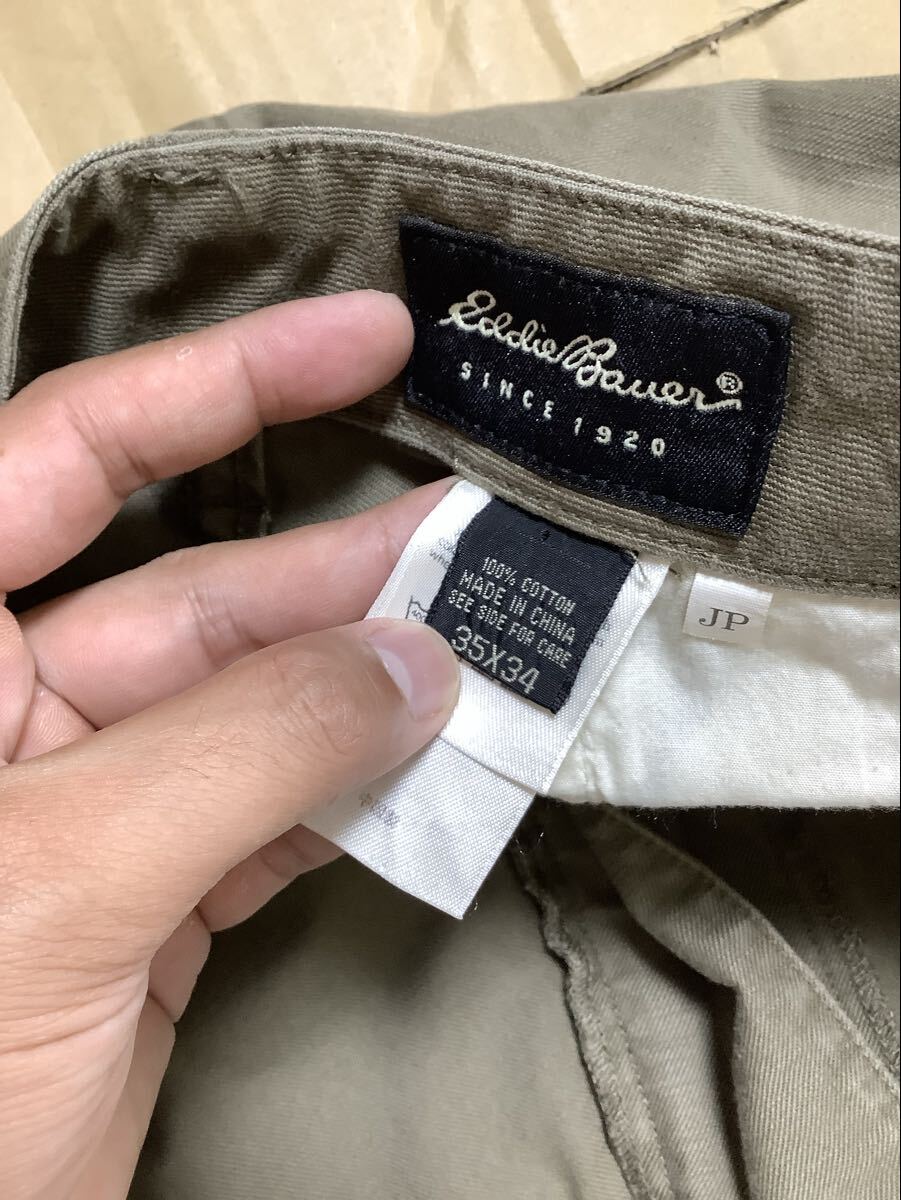 Eddie Bauer®
SINCE 1920
100% COTTON
MADE IN CHINA
SEE SIDE FOR CARE
35X34
JP